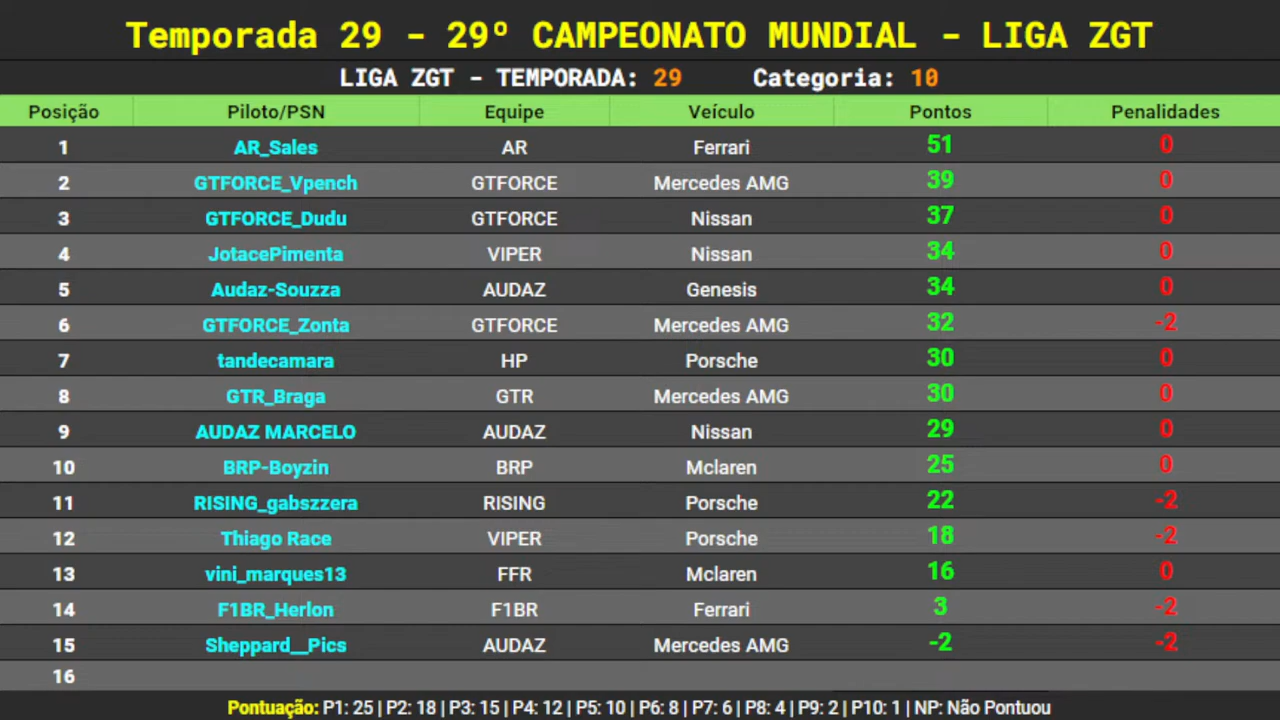 Temporada 29 - 29º CAMPEONATO MUNDIAL - LIGA ZGT
LIGA ZGT - TEMPORADA: 29 Categoria: 10
Posição Piloto/PSN Equipe Veículo Pontos Penalidades
1 AR_Sales AR Ferrari 51 0
2 GTFORCE_Vpench GTFORCE Mercedes AMG 39 0
3 GTFORCE_Dudu GTFORCE Nissan 37 0
4 JotacePimenta VIPER Nissan 34 0
5 Audaz-Souzza AUDAZ Genesis 34 0
6 GTFORCE_Zonta GTFORCE Mercedes AMG 32 -2
7 tandecamara HP Porsche 30 0
8 GTR_Braga GTR Mercedes AMG 30 0
9 AUDAZ MARCELO AUDAZ Nissan 29 0
10 BRP-Boyzin BRP Mclaren 25 0
11 RISING_gabszzera RISING Porsche 22 -2
12 Thiago Race VIPER Porsche 18 -2
13 vini_marques13 FFR Mclaren 16 0
14 F1BR_Herlon F1BR Ferrari 3 -2
15 Sheppard__Pics AUDAZ Mercedes AMG -2 -2
16
Pontuação: P1: 25 | P2: 18 | P3: 15 | P4: 12 | P5: 10 | P6: 8 | P7: 6 | P8: 4 | P9: 2 | P10: 1 | NP: Não Pontuou